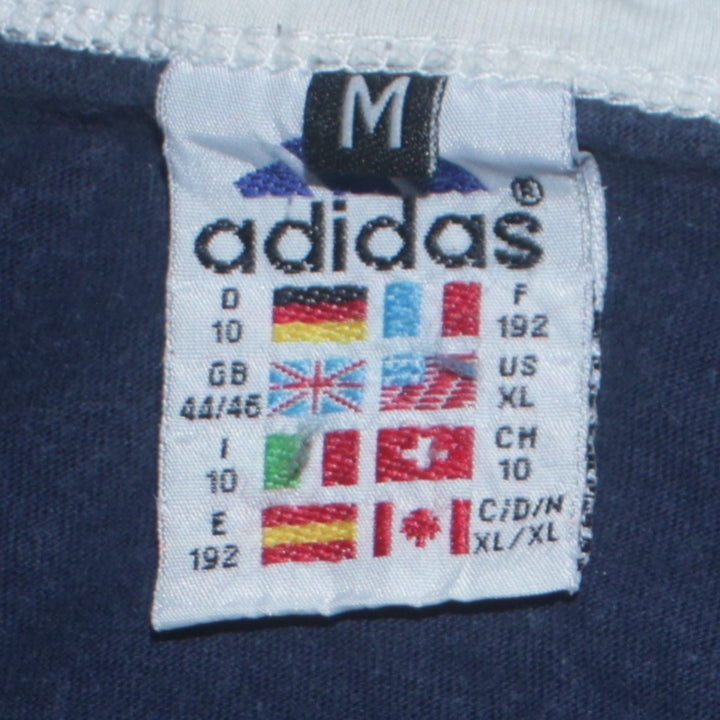 M
adidas®
D
10
F
192
GB
44/46
US
XL
I
10
CH
10
E
192
C/D/N
XL/XL